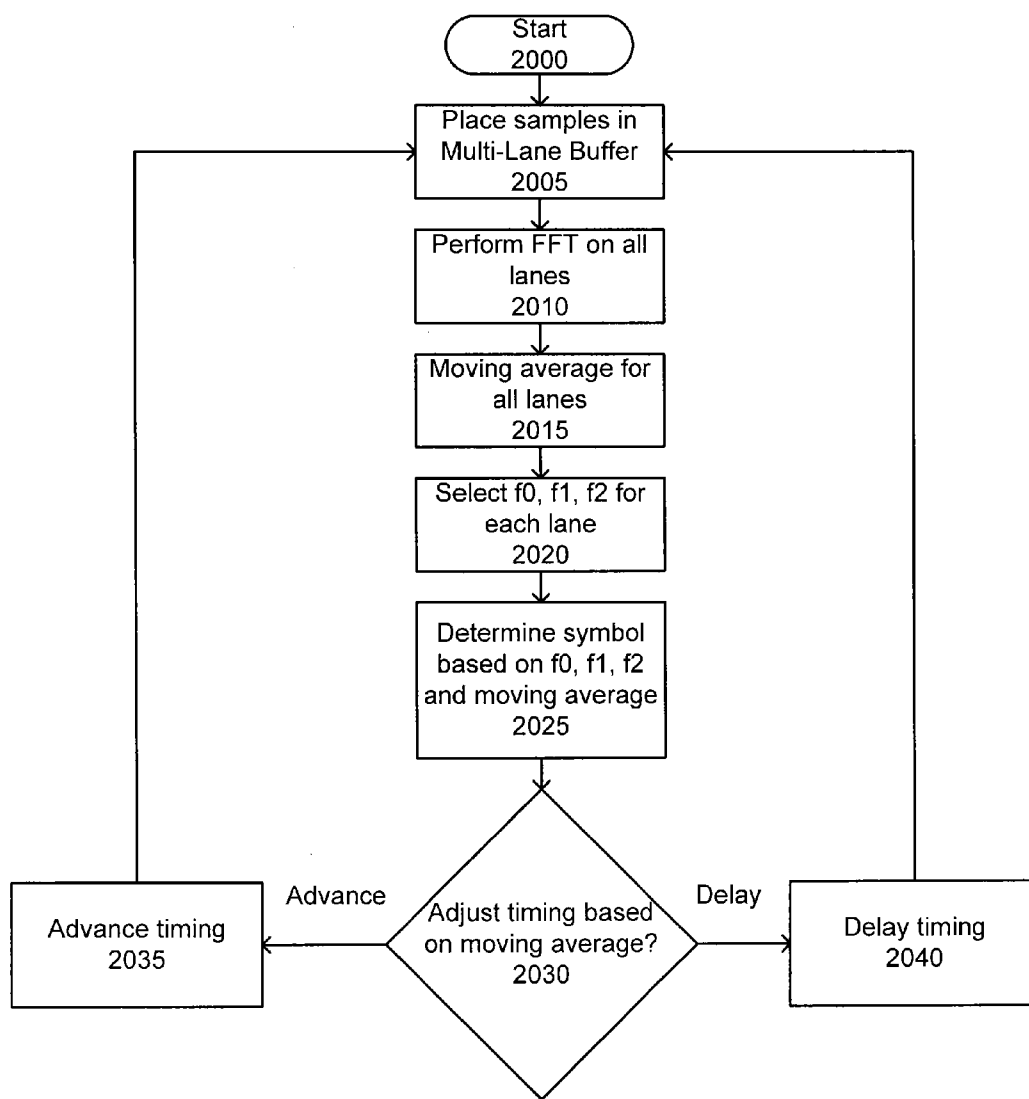 Start
2000
Place samples in
Multi-Lane Buffer
2005
Perform FFT on all
lanes
2010
Moving average for
all lanes
2015
Select f0, f1, f2 for
each lane
2020
Determine symbol
based on f0, f1, f2
and moving average
2025
Adjust timing based
on moving average?
2030
Advance
Advance timing
2035
Delay
Delay timing
2040